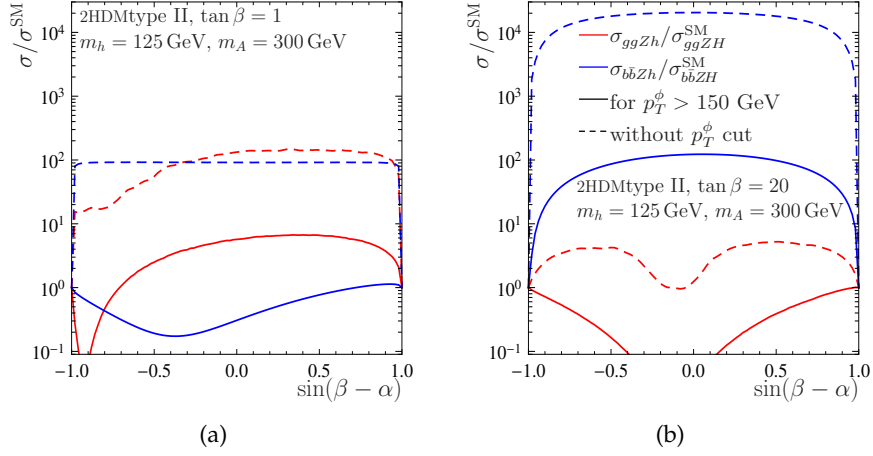 σ/σ^SM
2HDMtype II, tan β = 1
m_h = 125 GeV, m_A = 300 GeV
10^4
10^3
10^2
10^1
10^0
10^−1
−1.0 −0.5 0.0 0.5 1.0
sin(β − α)
(a)
σ/σ^SM
σ_ggZh/σ^SM_ggZH
σ_bb̄Zh/σ^SM_bb̄ZH
for p_T^ϕ > 150 GeV
without p_T^ϕ cut
2HDMtype II, tan β = 20
m_h = 125 GeV, m_A = 300 GeV
10^4
10^3
10^2
10^1
10^0
10^−1
−1.0 −0.5 0.0 0.5 1.0
sin(β − α)
(b)